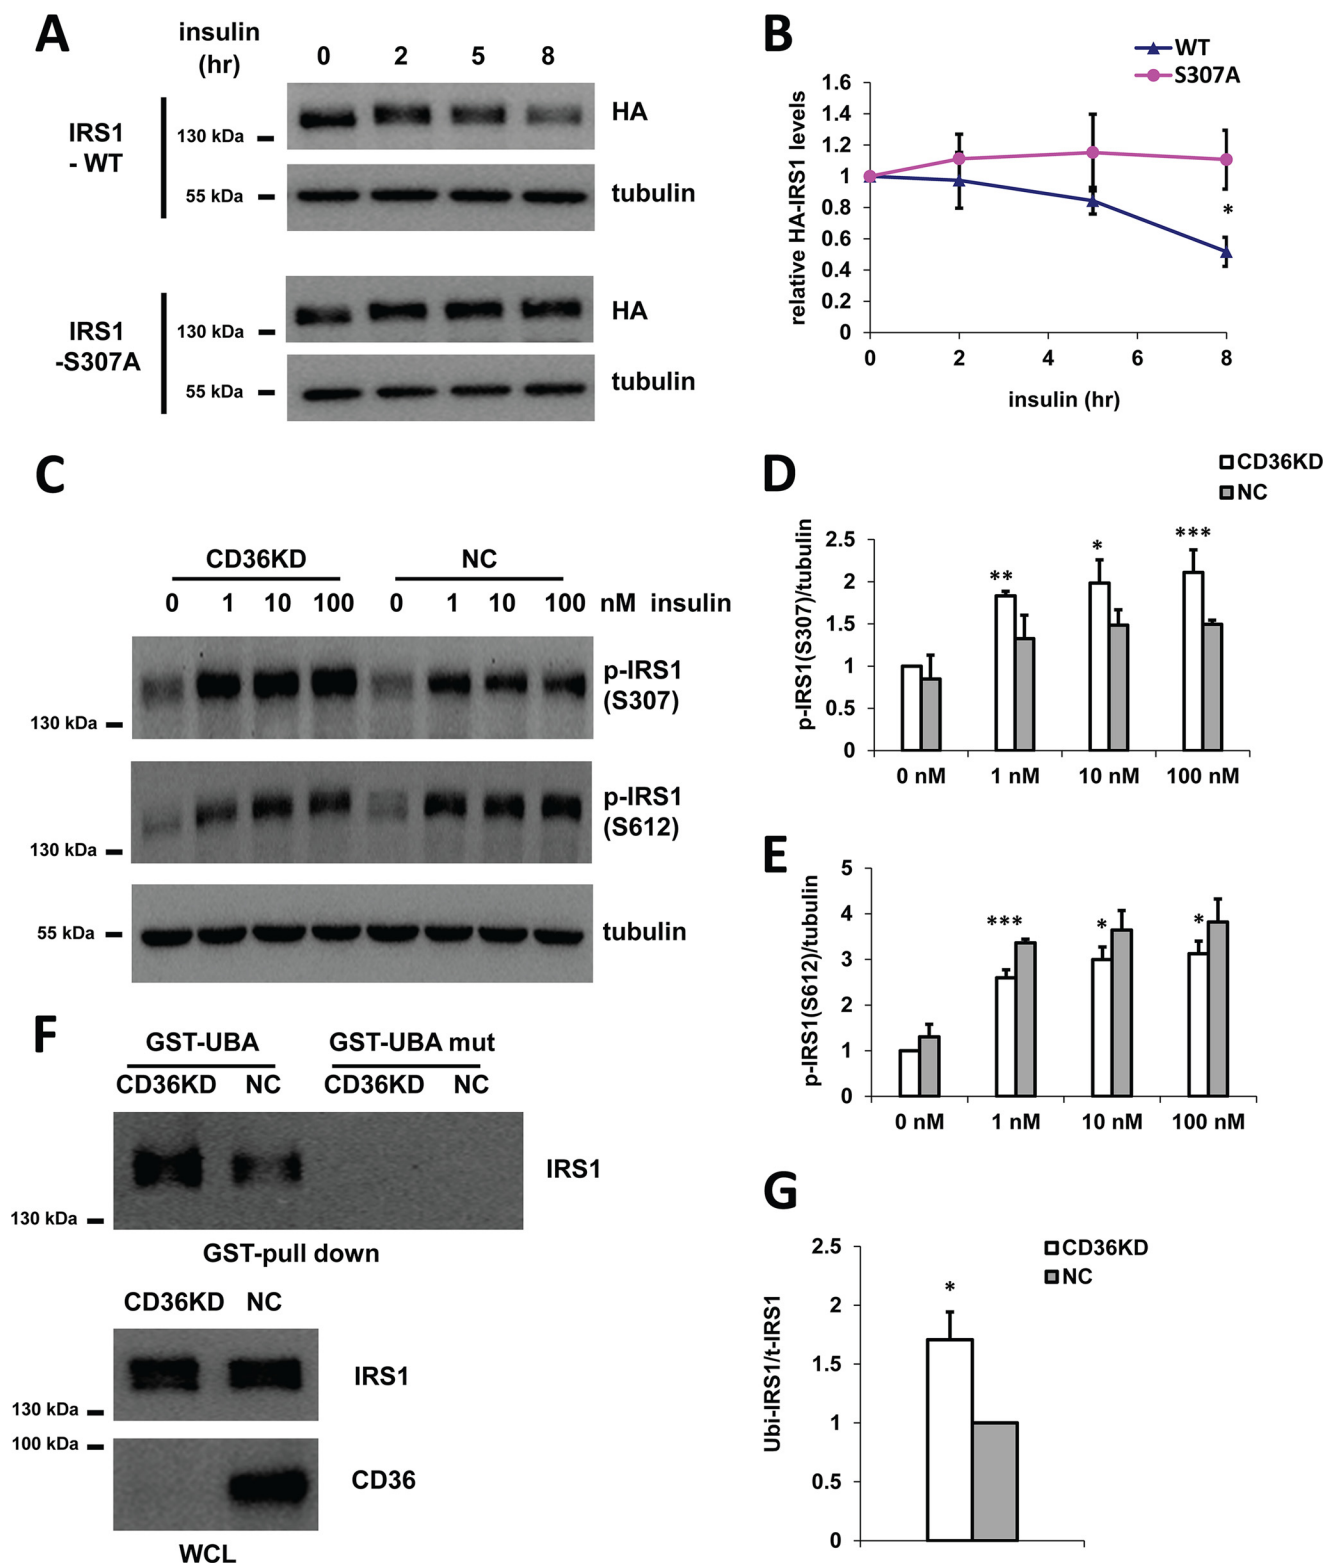 A
insulin
(hr)
0 2 5 8
IRS1
- WT
130 kDa
HA
55 kDa
tubulin
IRS1
-S307A
130 kDa
HA
55 kDa
tubulin
B
WT
S307A
relative HA-IRS1 levels
1.6
1.4
1.2
1
0.8
0.6
0.4
0.2
0
*
0 2 4 6 8
insulin (hr)
C
CD36KD NC
0 1 10 100 0 1 10 100 nM insulin
p-IRS1
(S307)
130 kDa
p-IRS1
(S612)
130 kDa
55 kDa
tubulin
D
CD36KD
NC
p-IRS1(S307)/tubulin
2.5
2
1.5
1
0.5
0
** * ***
0 nM 1 nM 10 nM 100 nM
E
p-IRS1(S612)/tubulin
5
4
3
2
1
0
*** * *
0 nM 1 nM 10 nM 100 nM
F
GST-UBA GST-UBA mut
CD36KD NC CD36KD NC
IRS1
130 kDa
GST-pull down
CD36KD NC
IRS1
130 kDa
100 kDa
CD36
WCL
G
CD36KD
NC
Ubi-IRS1/t-IRS1
2.5
2
1.5
1
0.5
0
*